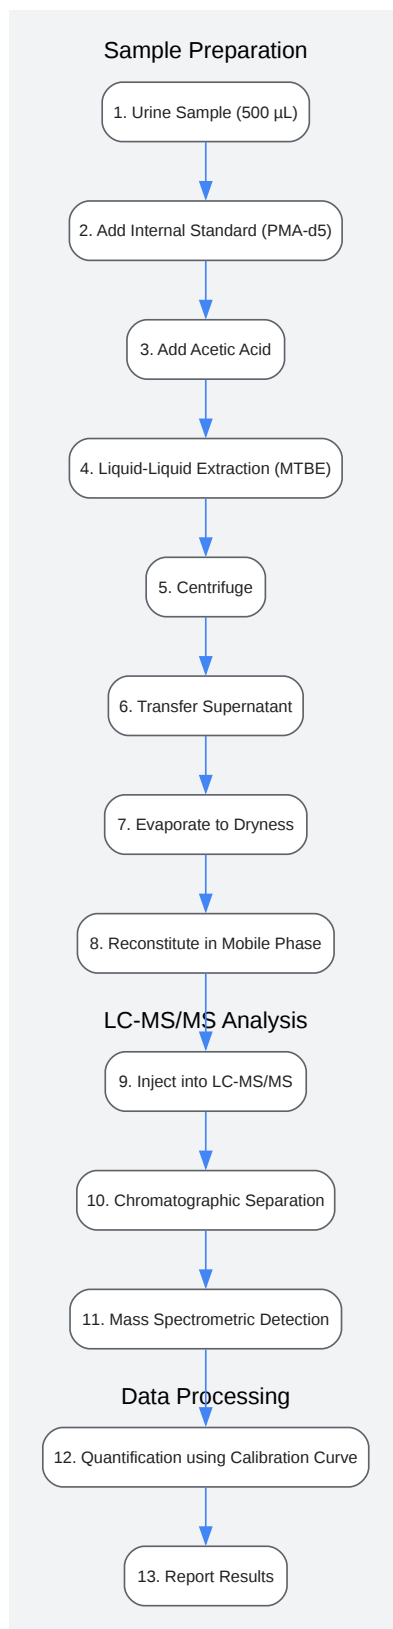 Sample Preparation
1. Urine Sample (500 µL)
2. Add Internal Standard (PMA-d5)
3. Add Acetic Acid
4. Liquid-Liquid Extraction (MTBE)
5. Centrifuge
6. Transfer Supernatant
7. Evaporate to Dryness
8. Reconstitute in Mobile Phase
LC-MS/MS Analysis
9. Inject into LC-MS/MS
10. Chromatographic Separation
11. Mass Spectrometric Detection
Data Processing
12. Quantification using Calibration Curve
13. Report Results